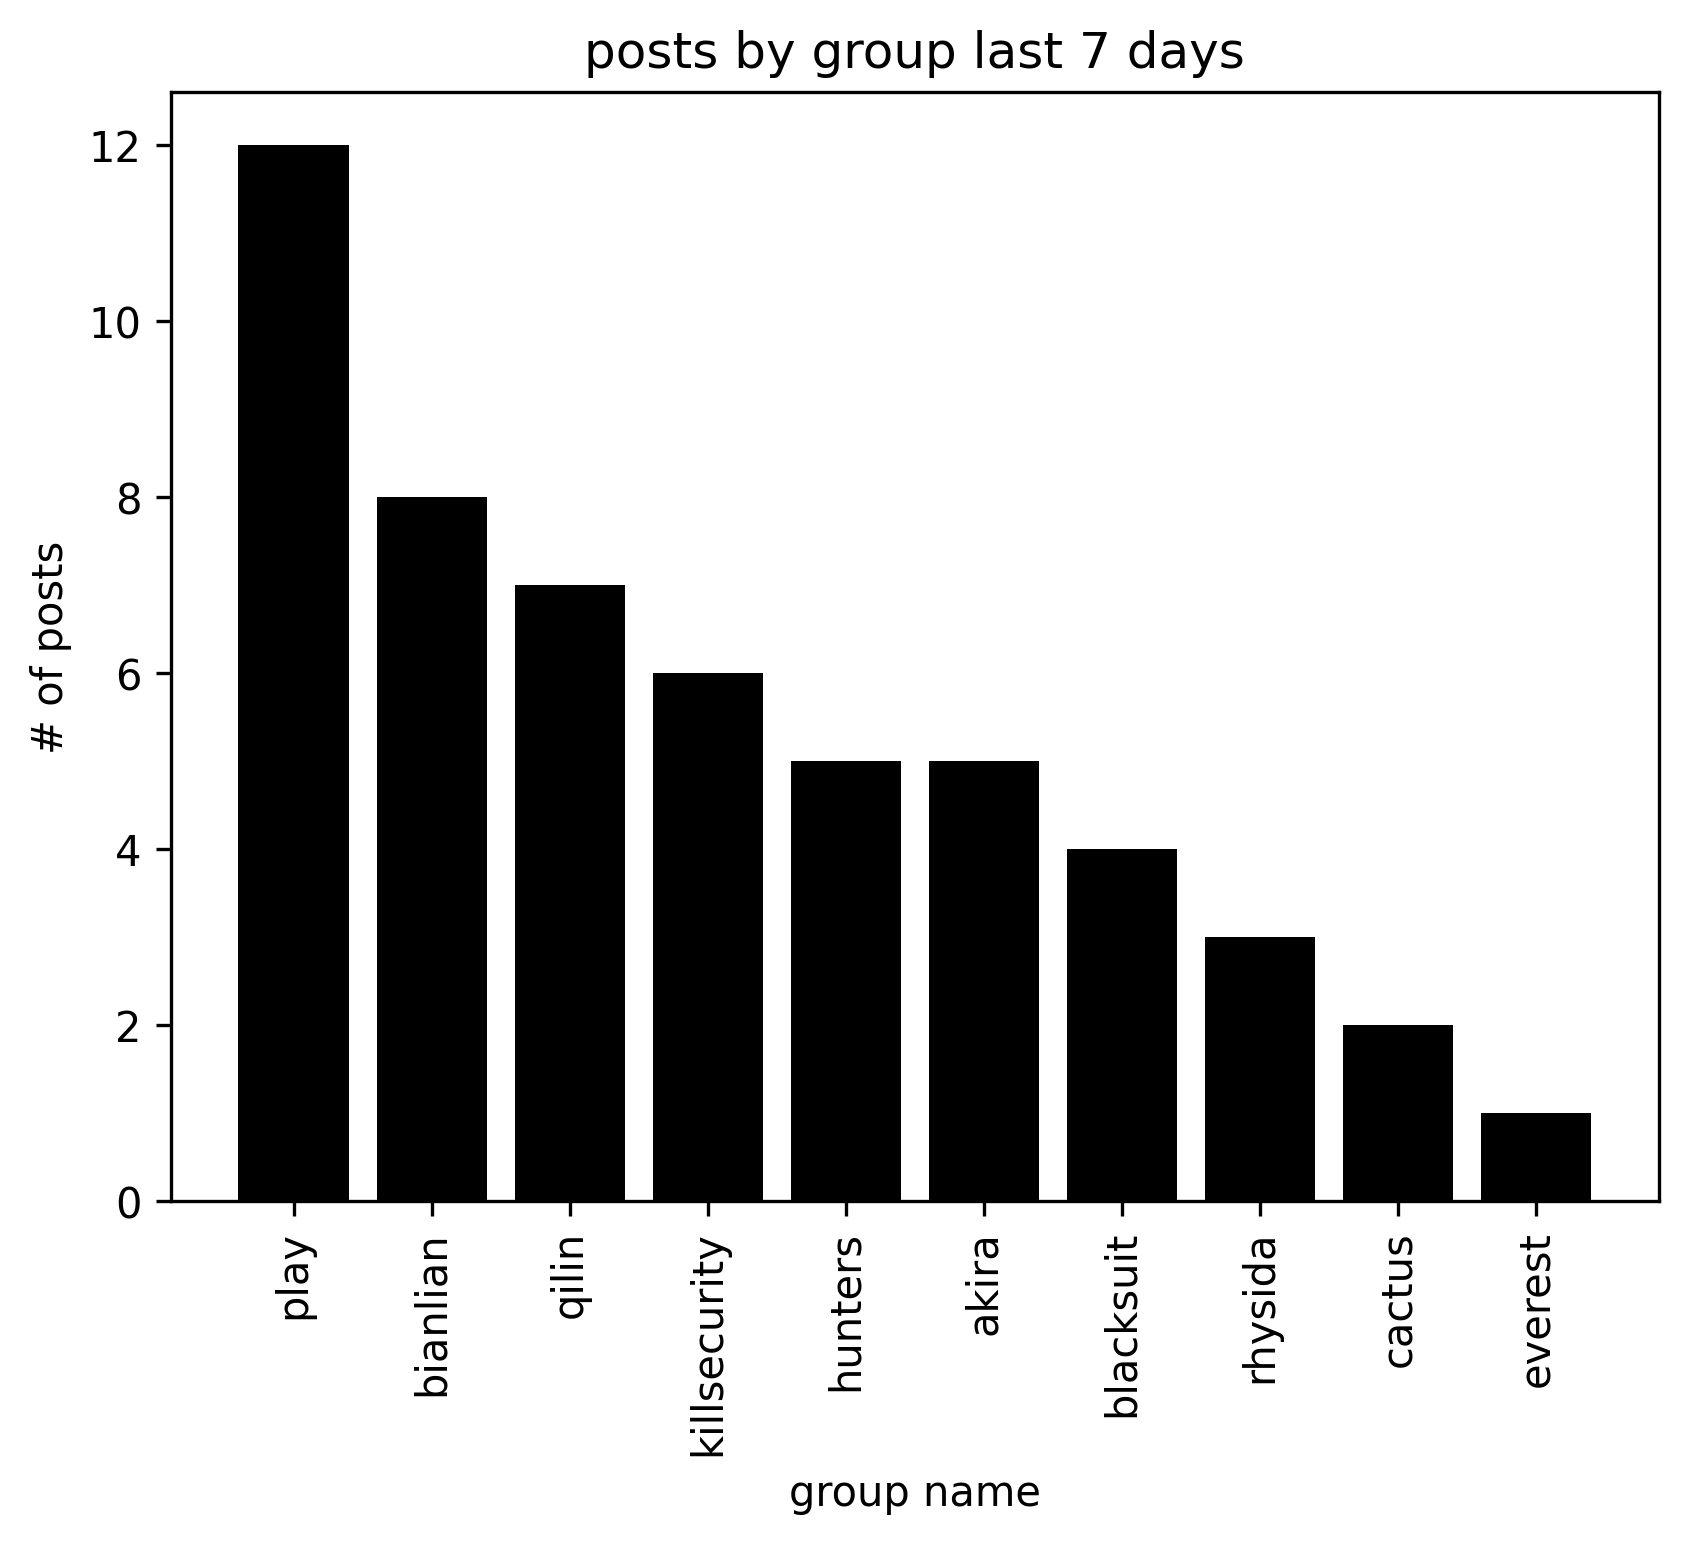 posts by group last 7 days
12
10
8
6
4
2
0
# of posts
play
bianlian
qilin
killsecurity
hunters
akira
blacksuit
rhysida
cactus
everest
group name